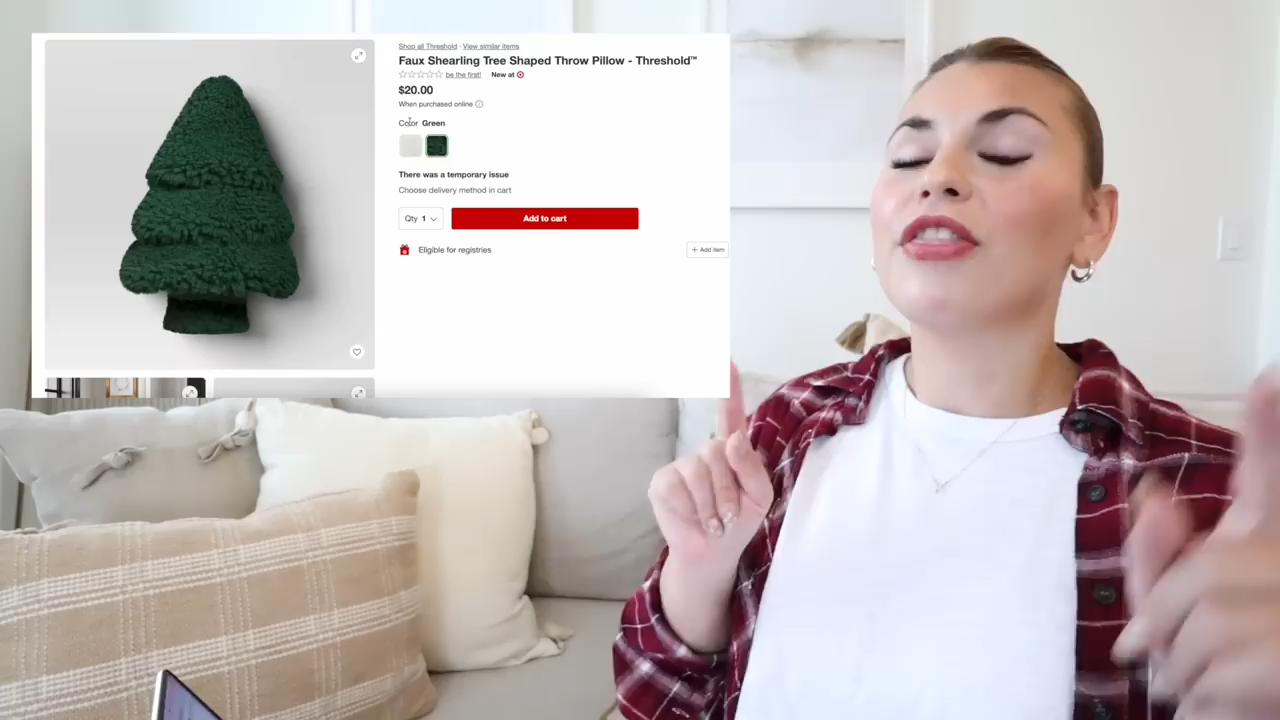 Shop all Threshold · View similar items
Faux Shearling Tree Shaped Throw Pillow - Threshold™
be the first! New at
$20.00
When purchased online
Color Green
There was a temporary issue
Choose delivery method in cart
Qty 1 Add to cart
Eligible for registries + Add item